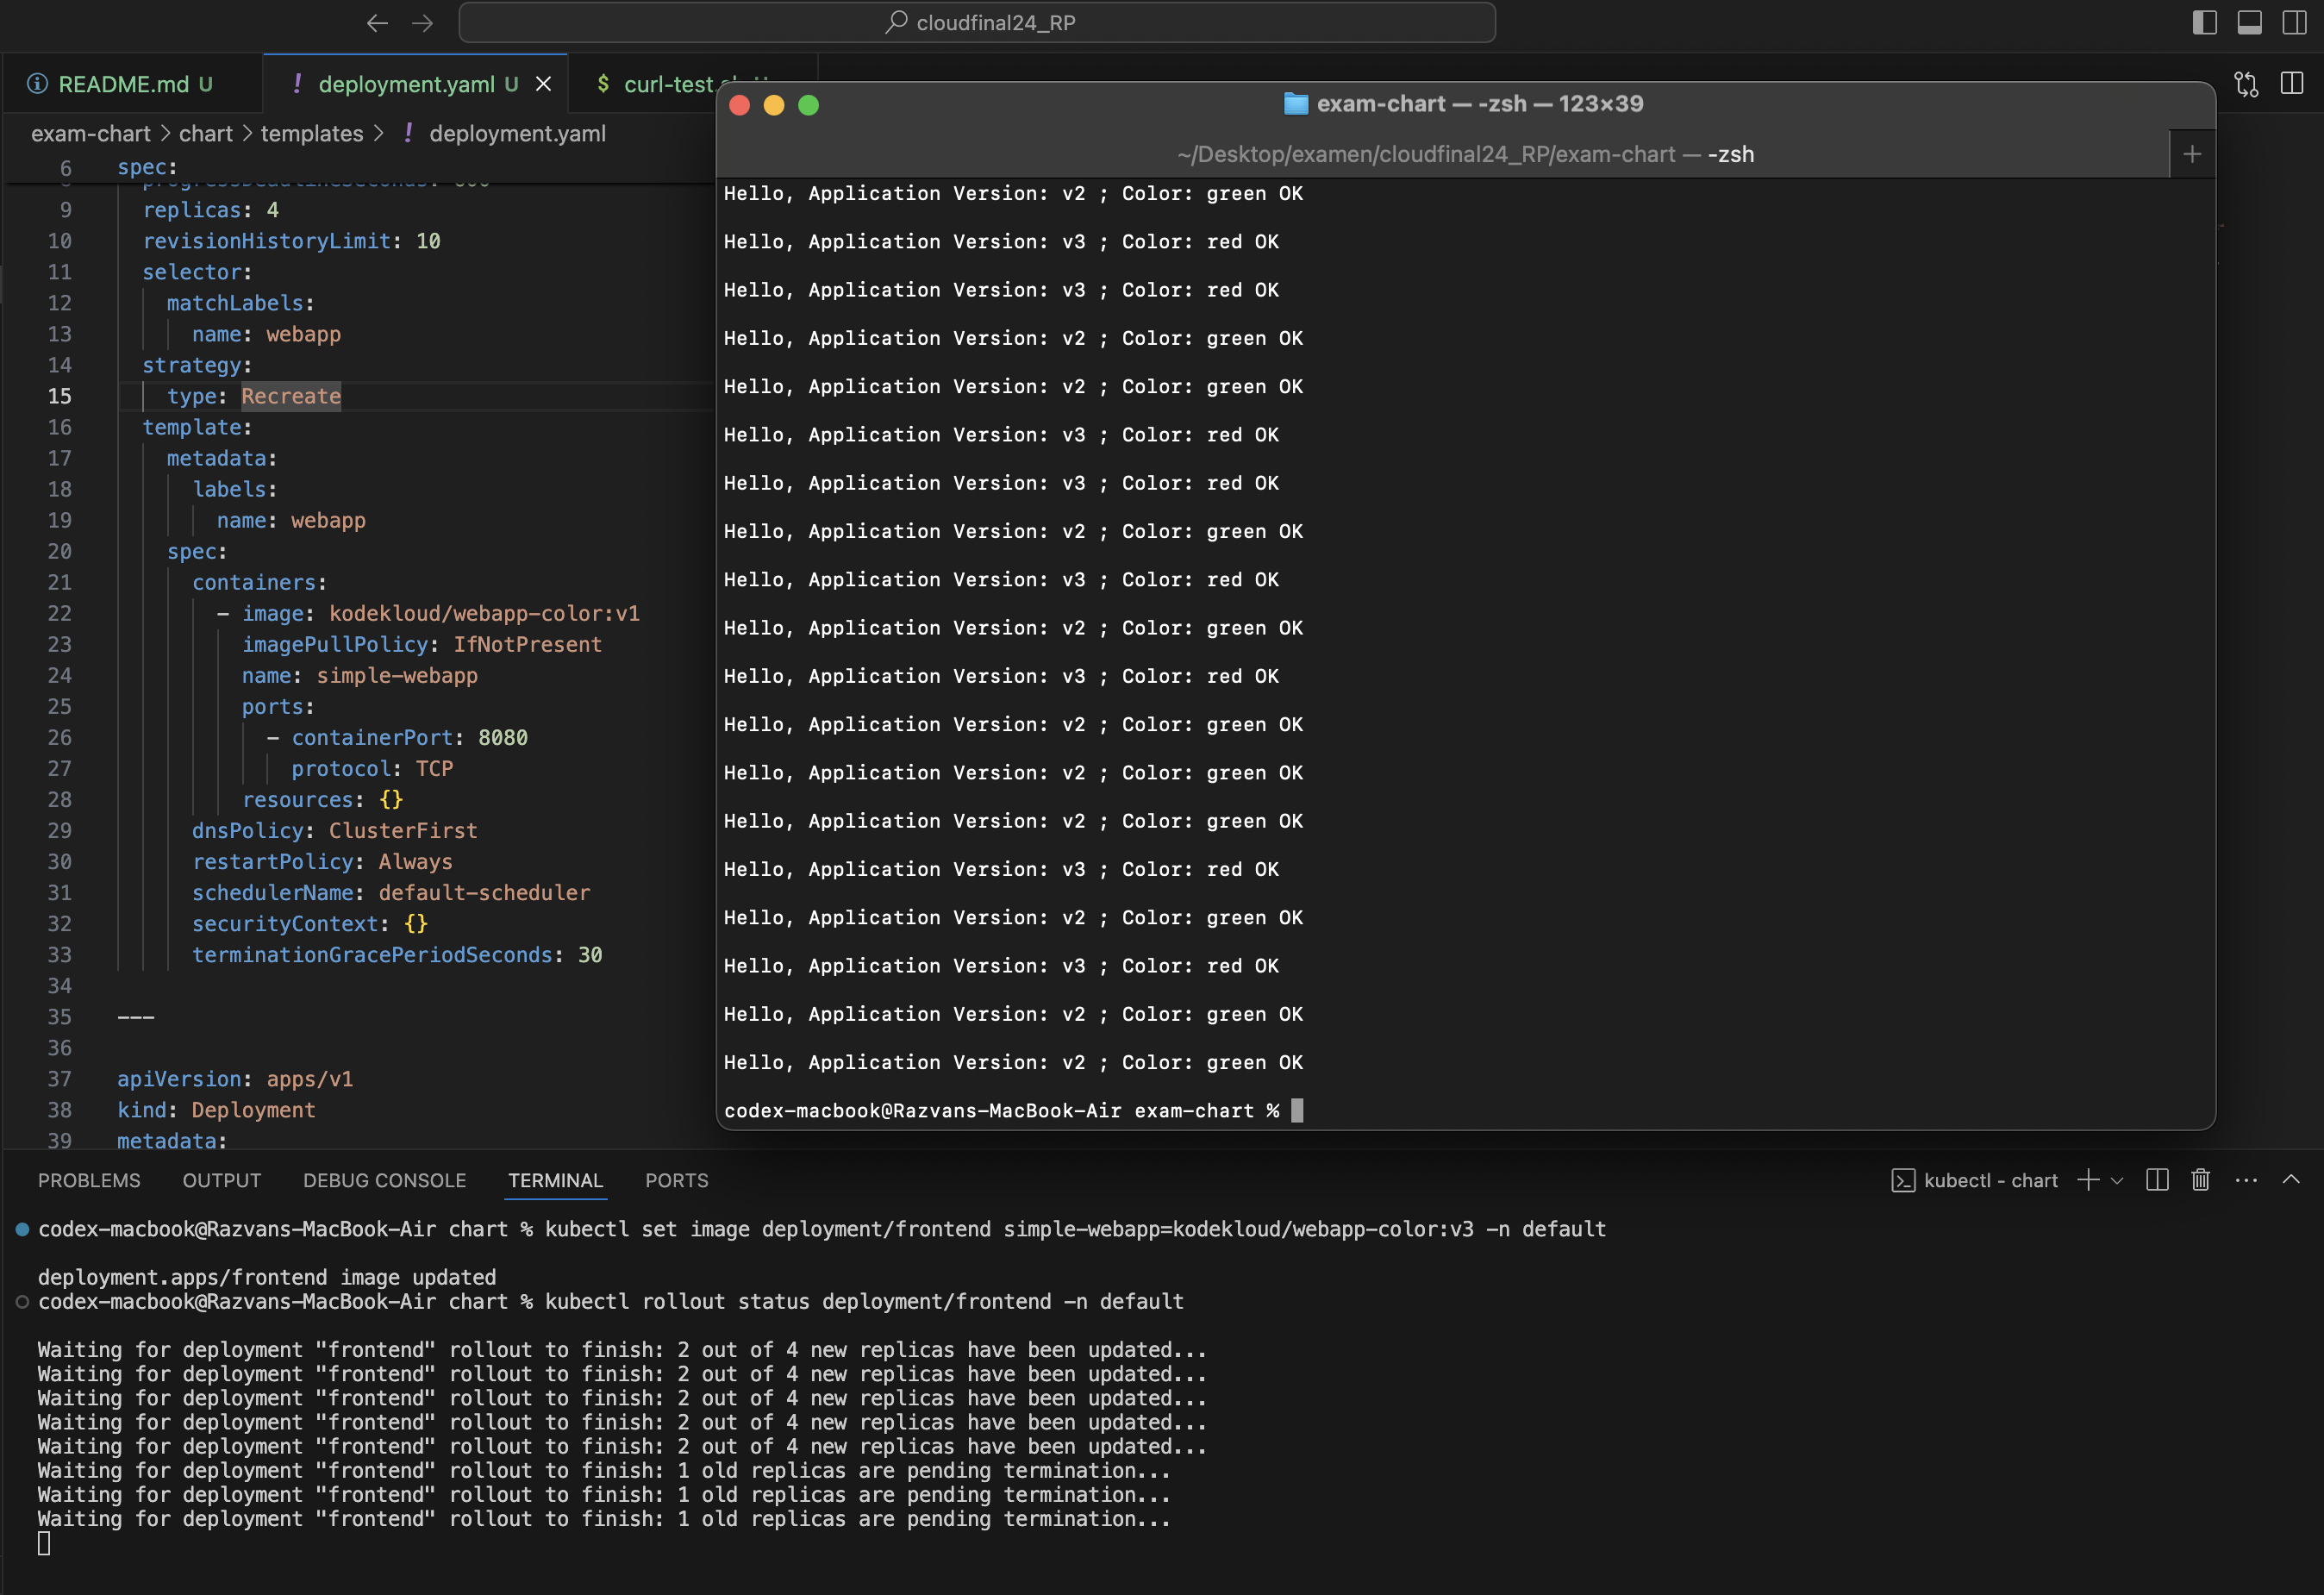 cloudfinal24_RP
README.md U
! deployment.yaml U
$ curl-test.
exam-chart > chart > templates > ! deployment.yaml
6 spec:
9 replicas: 4
10 revisionHistoryLimit: 10
11 selector:
12 matchLabels:
13 name: webapp
14 strategy:
15 type: Recreate
16 template:
17 metadata:
18 labels:
19 name: webapp
20 spec:
21 containers:
22 - image: kodekloud/webapp-color:v1
23 imagePullPolicy: IfNotPresent
24 name: simple-webapp
25 ports:
26 - containerPort: 8080
27 protocol: TCP
28 resources: {}
29 dnsPolicy: ClusterFirst
30 restartPolicy: Always
31 schedulerName: default-scheduler
32 securityContext: {}
33 terminationGracePeriodSeconds: 30
34
35 ---
36
37 apiVersion: apps/v1
38 kind: Deployment
39 metadata:
exam-chart — -zsh — 123×39
~/Desktop/examen/cloudfinal24_RP/exam-chart — -zsh
Hello, Application Version: v2 ; Color: green OK
Hello, Application Version: v3 ; Color: red OK
Hello, Application Version: v3 ; Color: red OK
Hello, Application Version: v2 ; Color: green OK
Hello, Application Version: v2 ; Color: green OK
Hello, Application Version: v3 ; Color: red OK
Hello, Application Version: v3 ; Color: red OK
Hello, Application Version: v2 ; Color: green OK
Hello, Application Version: v3 ; Color: red OK
Hello, Application Version: v2 ; Color: green OK
Hello, Application Version: v3 ; Color: red OK
Hello, Application Version: v2 ; Color: green OK
Hello, Application Version: v2 ; Color: green OK
Hello, Application Version: v2 ; Color: green OK
Hello, Application Version: v3 ; Color: red OK
Hello, Application Version: v2 ; Color: green OK
Hello, Application Version: v3 ; Color: red OK
Hello, Application Version: v2 ; Color: green OK
Hello, Application Version: v2 ; Color: green OK
codex-macbook@Razvans-MacBook-Air exam-chart %
PROBLEMS OUTPUT DEBUG CONSOLE TERMINAL PORTS
kubectl - chart
codex-macbook@Razvans-MacBook-Air chart % kubectl set image deployment/frontend simple-webapp=kodekloud/webapp-color:v3 -n default
deployment.apps/frontend image updated
codex-macbook@Razvans-MacBook-Air chart % kubectl rollout status deployment/frontend -n default
Waiting for deployment "frontend" rollout to finish: 2 out of 4 new replicas have been updated...
Waiting for deployment "frontend" rollout to finish: 2 out of 4 new replicas have been updated...
Waiting for deployment "frontend" rollout to finish: 2 out of 4 new replicas have been updated...
Waiting for deployment "frontend" rollout to finish: 2 out of 4 new replicas have been updated...
Waiting for deployment "frontend" rollout to finish: 2 out of 4 new replicas have been updated...
Waiting for deployment "frontend" rollout to finish: 1 old replicas are pending termination...
Waiting for deployment "frontend" rollout to finish: 1 old replicas are pending termination...
Waiting for deployment "frontend" rollout to finish: 1 old replicas are pending termination...